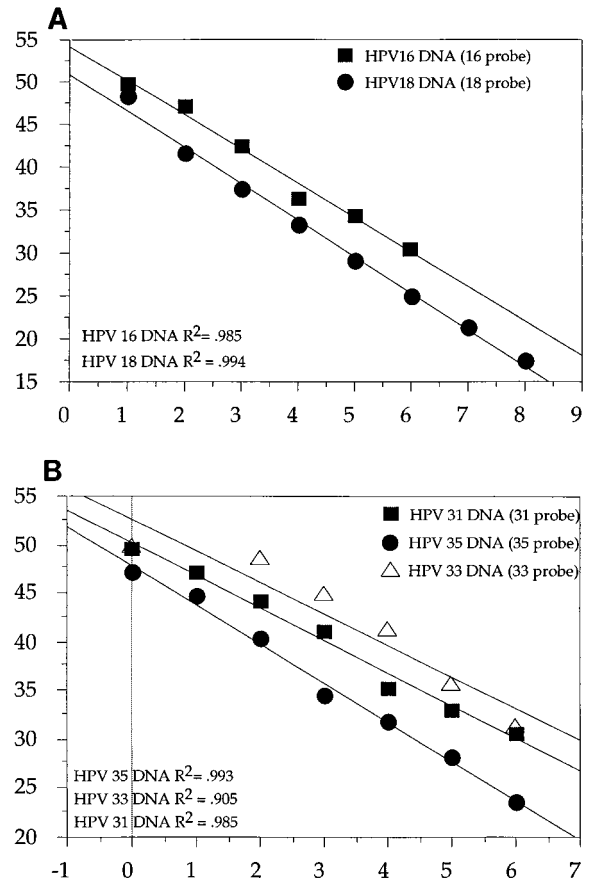 A
55
50
45
40
35
30
25
20
15
HPV16 DNA (16 probe)
HPV18 DNA (18 probe)
HPV 16 DNA R2= .985
HPV 18 DNA R2 = .994
0 1 2 3 4 5 6 7 8 9
B
55
50
45
40
35
30
25
20
HPV 31 DNA (31 probe)
HPV 35 DNA (35 probe)
HPV 33 DNA (33 probe)
HPV 35 DNA R2= .993
HPV 33 DNA R2= .905
HPV 31 DNA R2= .985
-1 0 1 2 3 4 5 6 7